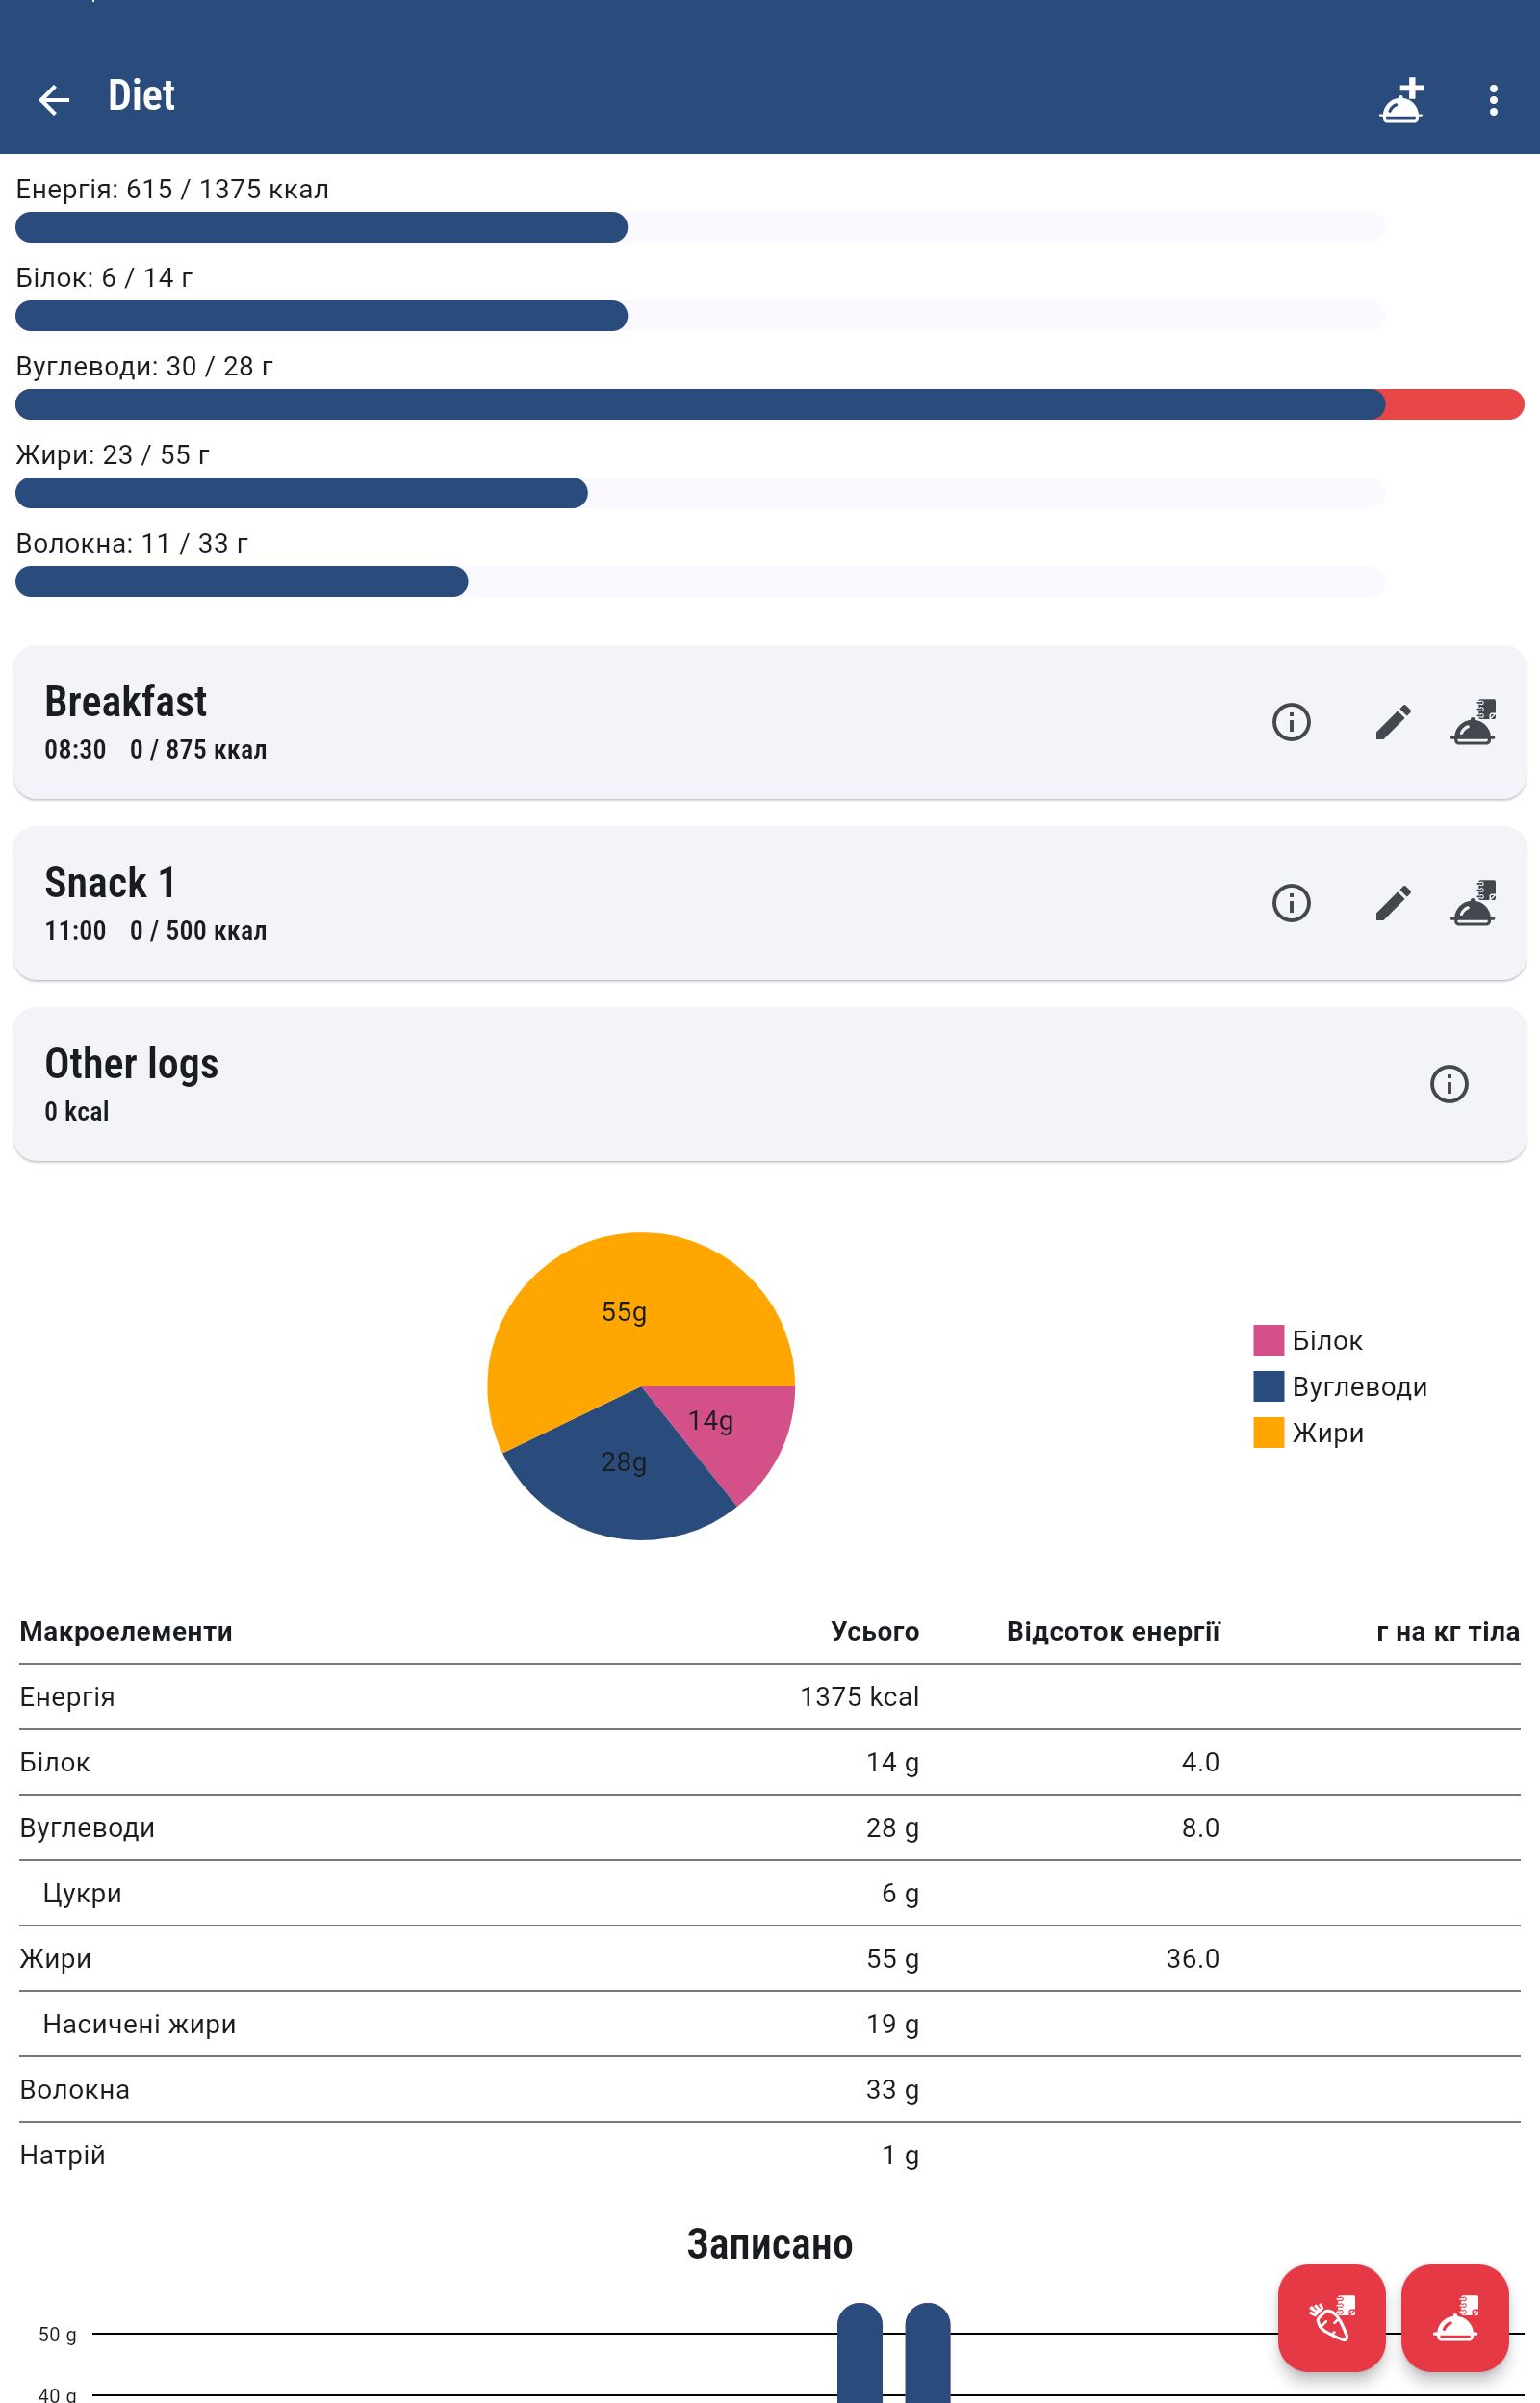 Diet
Енергія: 615 / 1375 ккал
Білок: 6 / 14 г
Вуглеводи: 30 / 28 г
Жири: 23 / 55 г
Волокна: 11 / 33 г
Breakfast
08:30 0 / 875 ккал
Snack 1
11:00 0 / 500 ккал
Other logs
0 kcal
55g
14g
28g
Білок
Вуглеводи
Жири
Макроелементи Усього Відсоток енергії г на кг тіла
Енергія 1375 kcal
Білок 14 g 4.0
Вуглеводи 28 g 8.0
Цукри 6 g
Жири 55 g 36.0
Насичені жири 19 g
Волокна 33 g
Натрій 1 g
Записано
50 g
40 g